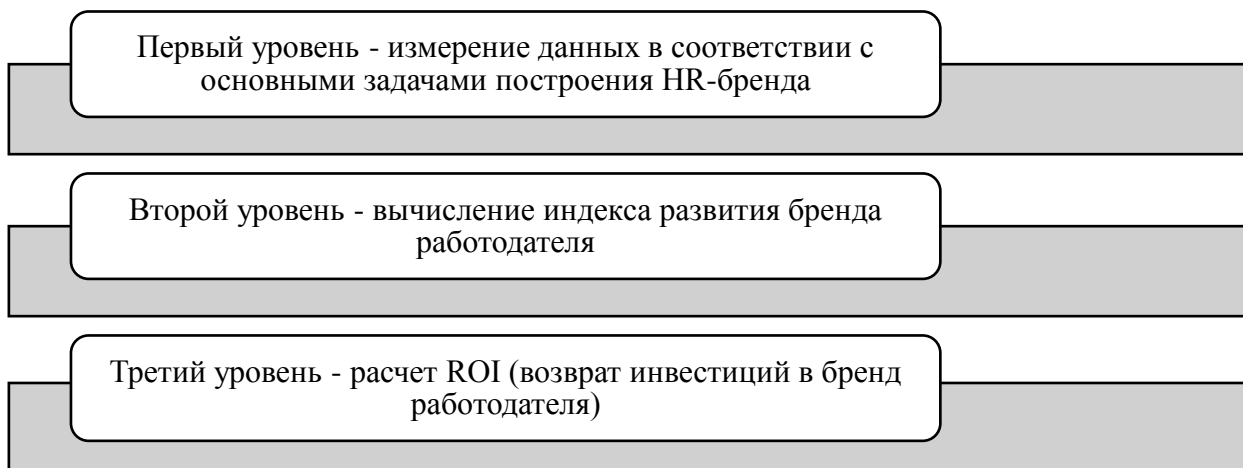 Первый уровень - измерение данных в соответствии с
основными задачами построения HR-бренда
Второй уровень - вычисление индекса развития бренда
работодателя
Третий уровень - расчет ROI (возврат инвестиций в бренд
работодателя)